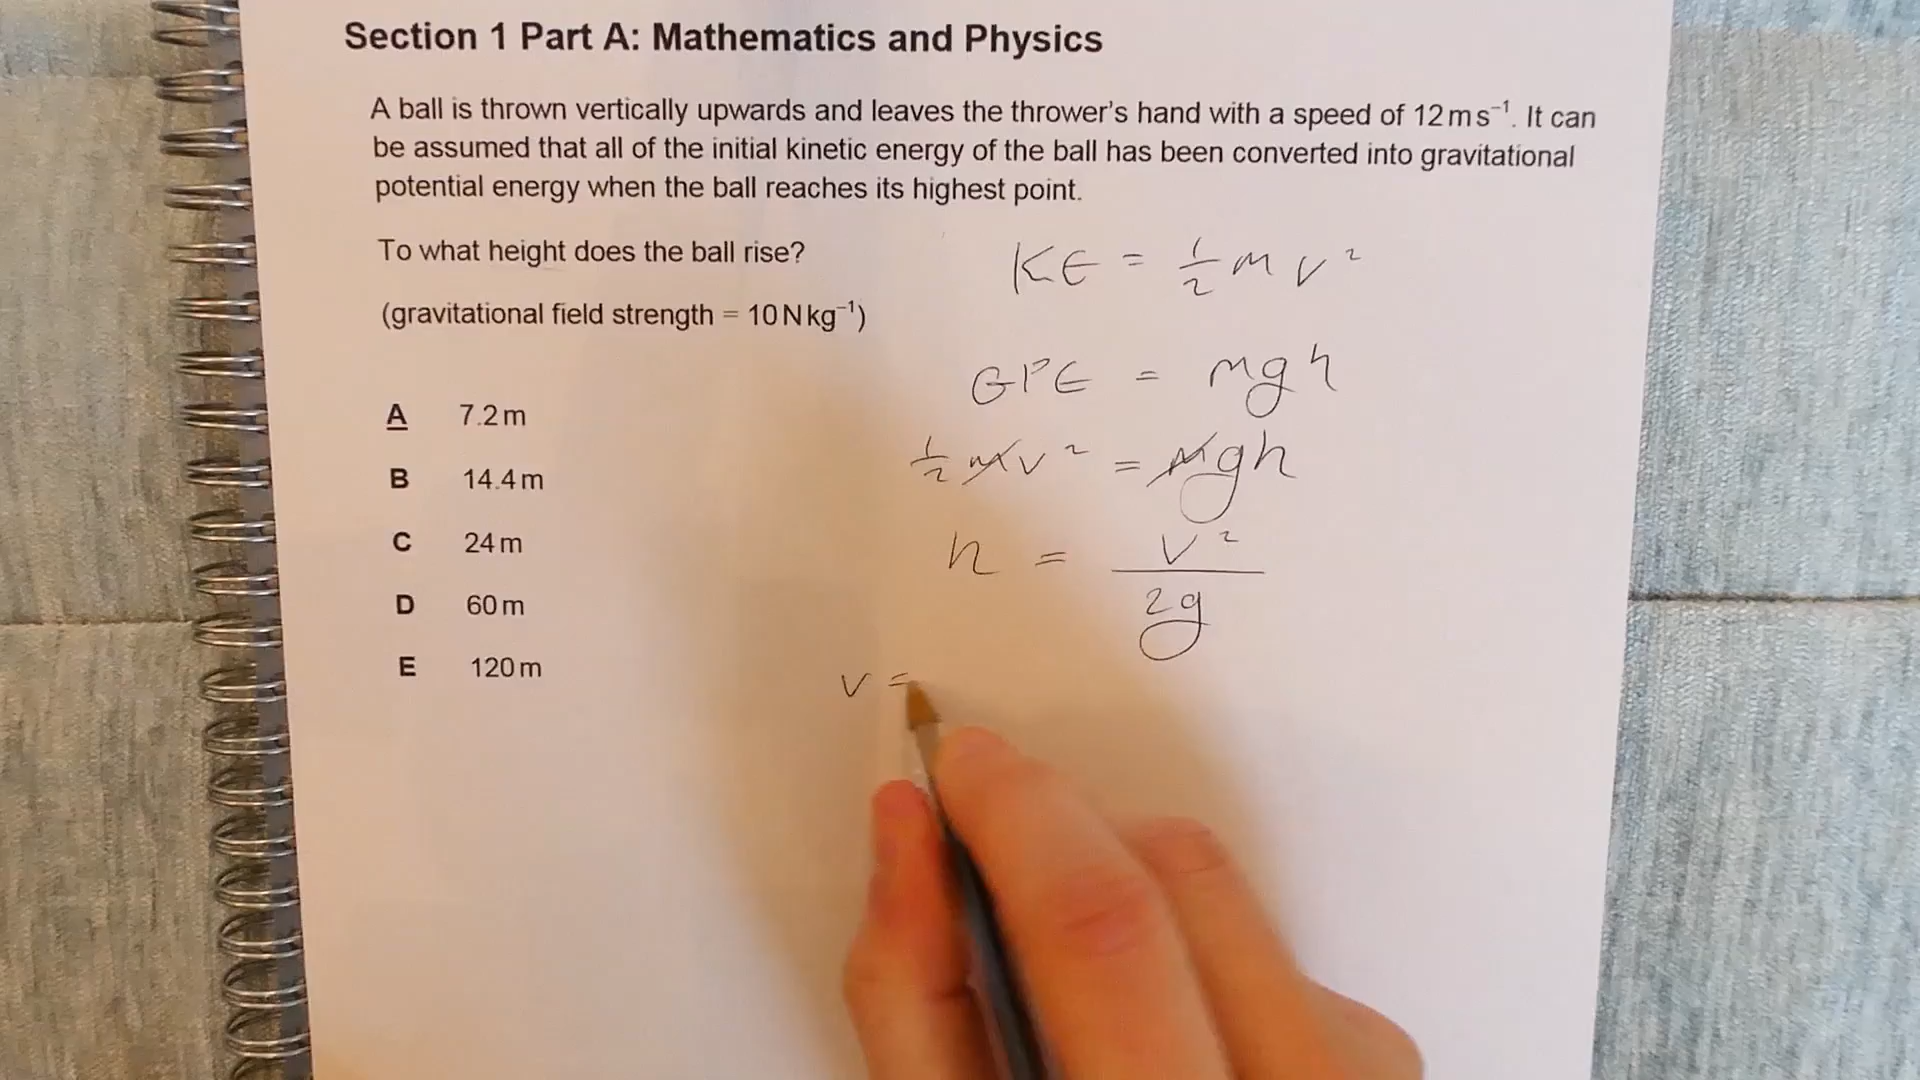 Section 1 Part A: Mathematics and Physics
A ball is thrown vertically upwards and leaves the thrower's hand with a speed of 12 m s⁻¹. It can
be assumed that all of the initial kinetic energy of the ball has been converted into gravitational
potential energy when the ball reaches its highest point.
To what height does the ball rise?
(gravitational field strength = 10 N kg⁻¹)
A 7.2 m
B 14.4 m
C 24 m
D 60 m
E 120 m
KE = ½ m v²
GPE = mgh
½ mv² = mgh
h = v² / 2g
v =